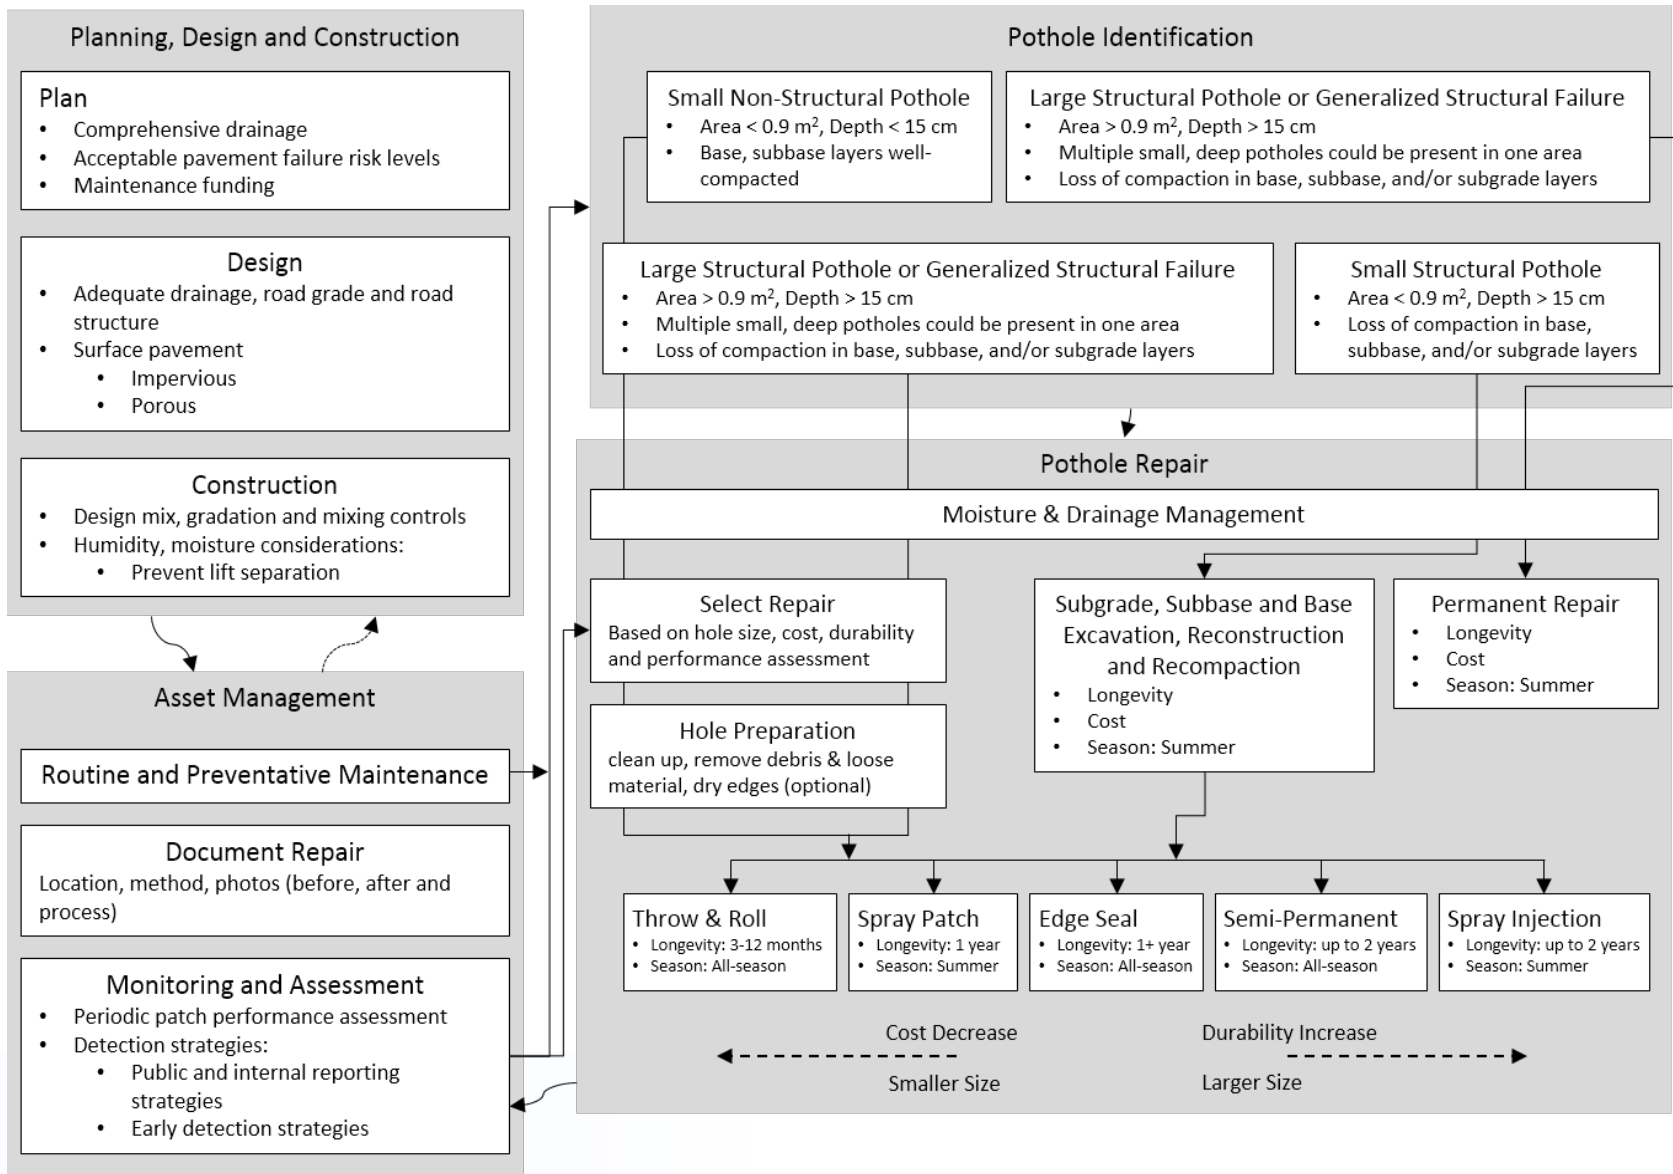 Planning, Design and Construction
Plan
• Comprehensive drainage
• Acceptable pavement failure risk levels
• Maintenance funding
Design
• Adequate drainage, road grade and road
structure
• Surface pavement
• Impervious
• Porous
Construction
• Design mix, gradation and mixing controls
• Humidity, moisture considerations:
• Prevent lift separation
Asset Management
Routine and Preventative Maintenance
Document Repair
Location, method, photos (before, after and
process)
Monitoring and Assessment
• Periodic patch performance assessment
• Detection strategies:
• Public and internal reporting
strategies
• Early detection strategies
Pothole Identification
Small Non-Structural Pothole
• Area < 0.9 m², Depth < 15 cm
• Base, subbase layers well-
compacted
Large Structural Pothole or Generalized Structural Failure
• Area > 0.9 m², Depth > 15 cm
• Multiple small, deep potholes could be present in one area
• Loss of compaction in base, subbase, and/or subgrade layers
Large Structural Pothole or Generalized Structural Failure
• Area > 0.9 m², Depth > 15 cm
• Multiple small, deep potholes could be present in one area
• Loss of compaction in base, subbase, and/or subgrade layers
Small Structural Pothole
• Area < 0.9 m², Depth > 15 cm
• Loss of compaction in base,
subbase, and/or subgrade layers
Pothole Repair
Moisture & Drainage Management
Select Repair
Based on hole size, cost, durability
and performance assessment
Hole Preparation
clean up, remove debris & loose
material, dry edges (optional)
Subgrade, Subbase and Base
Excavation, Reconstruction
and Recompaction
• Longevity
• Cost
• Season: Summer
Permanent Repair
• Longevity
• Cost
• Season: Summer
Throw & Roll
• Longevity: 3-12 months
• Season: All-season
Spray Patch
• Longevity: 1 year
• Season: Summer
Edge Seal
• Longevity: 1+ year
• Season: All-season
Semi-Permanent
• Longevity: up to 2 years
• Season: All-season
Spray Injection
• Longevity: up to 2 years
• Season: Summer
Cost Decrease
Smaller Size
Durability Increase
Larger Size